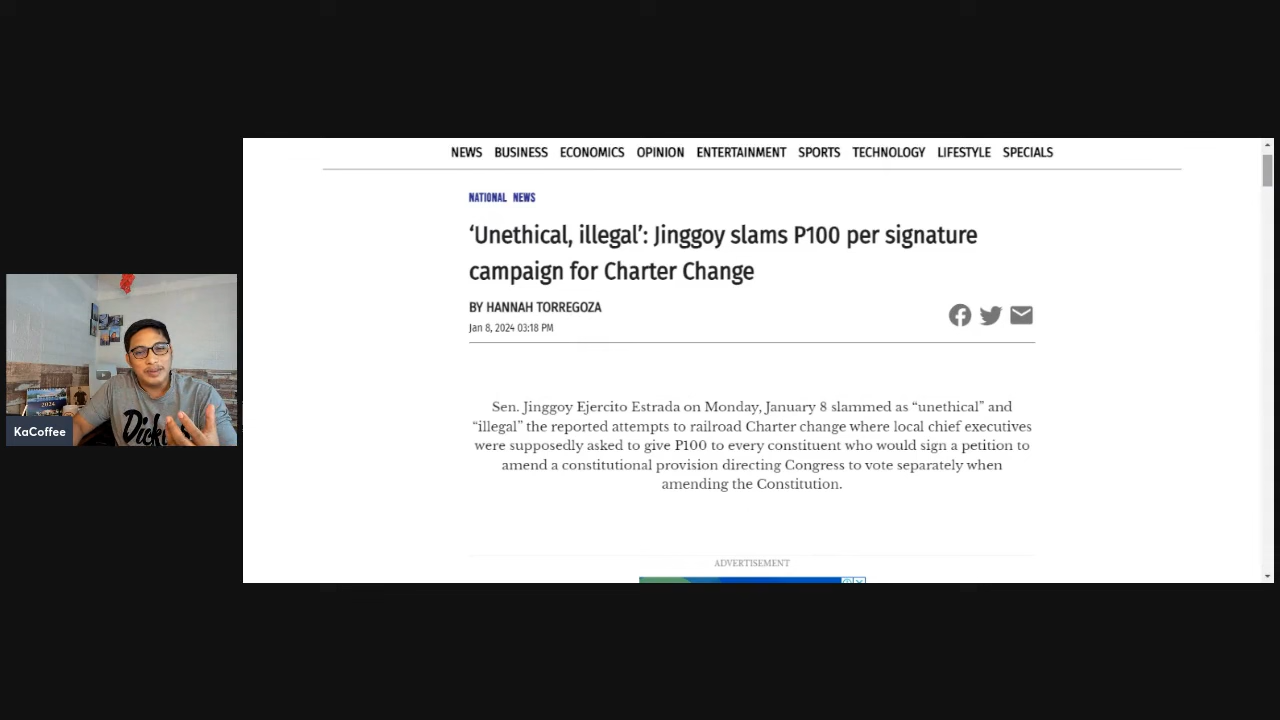 NEWS BUSINESS ECONOMICS OPINION ENTERTAINMENT SPORTS TECHNOLOGY LIFESTYLE SPECIALS
NATIONAL NEWS
‘Unethical, illegal’: Jinggoy slams P100 per signature
campaign for Charter Change
BY HANNAH TORREGOZA
Jan 8, 2024 03:18 PM
Sen. Jinggoy Ejercito Estrada on Monday, January 8 slammed as “unethical” and
“illegal” the reported attempts to railroad Charter change where local chief executives
were supposedly asked to give P100 to every constituent who would sign a petition to
amend a constitutional provision directing Congress to vote separately when
amending the Constitution.
ADVERTISEMENT
2024
KaCoffee